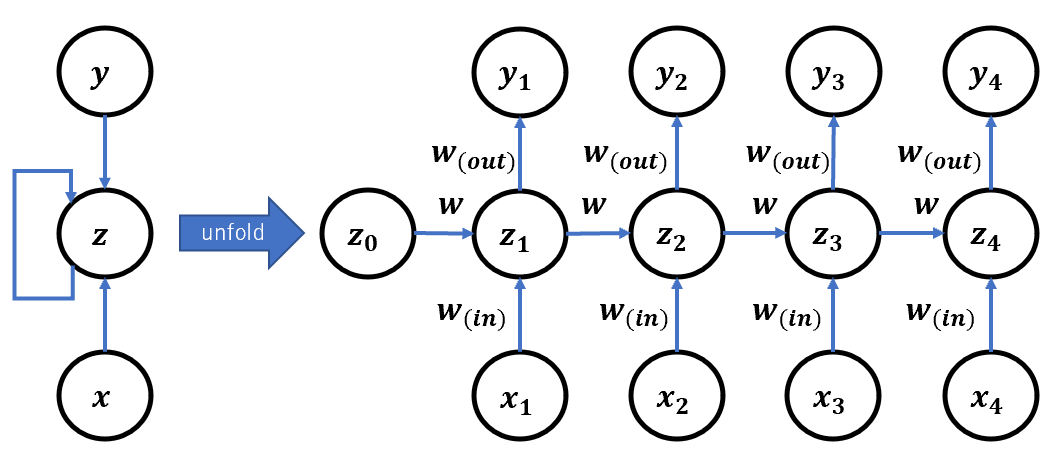 y
y₁ y₂ y₃ y₄
w₍out₎ w₍out₎ w₍out₎ w₍out₎
w w w w
z unfold z₀ z₁ z₂ z₃ z₄
w₍in₎ w₍in₎ w₍in₎ w₍in₎
x x₁ x₂ x₃ x₄